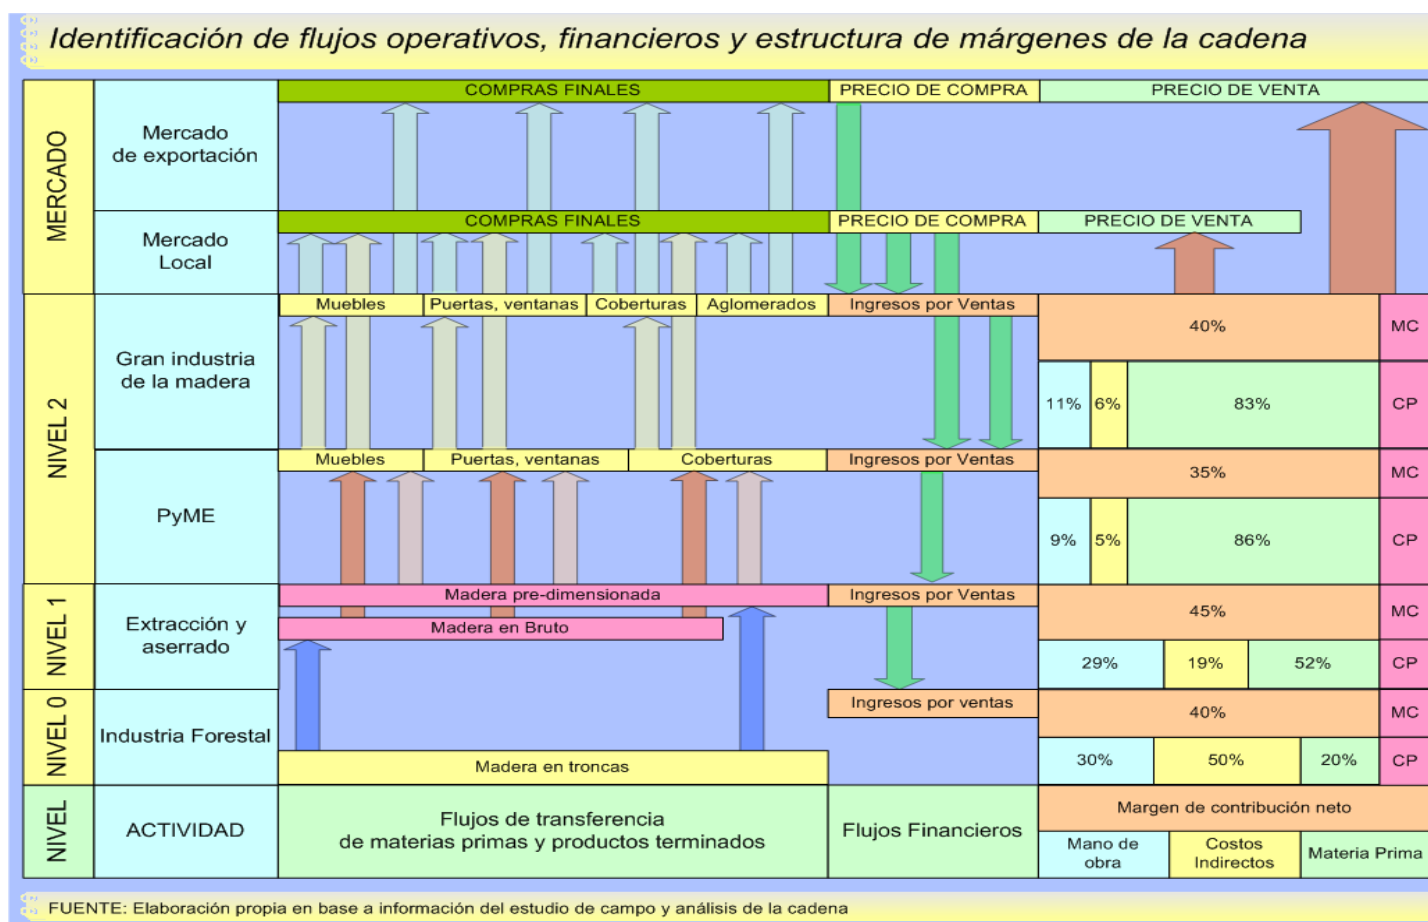 Identificación de flujos operativos, financieros y estructura de márgenes de la cadena
MERCADO
Mercado
de exportación
COMPRAS FINALES
PRECIO DE COMPRA
PRECIO DE VENTA
Mercado
Local
COMPRAS FINALES
PRECIO DE COMPRA
PRECIO DE VENTA
NIVEL 2
Gran industria
de la madera
Muebles
Puertas, ventanas
Coberturas
Aglomerados
Ingresos por Ventas
40%
MC
11%
6%
83%
CP
PyME
Muebles
Puertas, ventanas
Coberturas
Ingresos por Ventas
35%
MC
9%
5%
86%
CP
NIVEL 1
Extracción y
aserrado
Madera pre-dimensionada
Madera en Bruto
Ingresos por Ventas
45%
MC
29%
19%
52%
CP
NIVEL 0
Industria Forestal
Madera en troncas
Ingresos por ventas
40%
MC
30%
50%
20%
CP
NIVEL
ACTIVIDAD
Flujos de transferencia
de materias primas y productos terminados
Flujos Financieros
Margen de contribución neto
Mano de
obra
Costos
Indirectos
Materia Prima
FUENTE: Elaboración propia en base a información del estudio de campo y análisis de la cadena